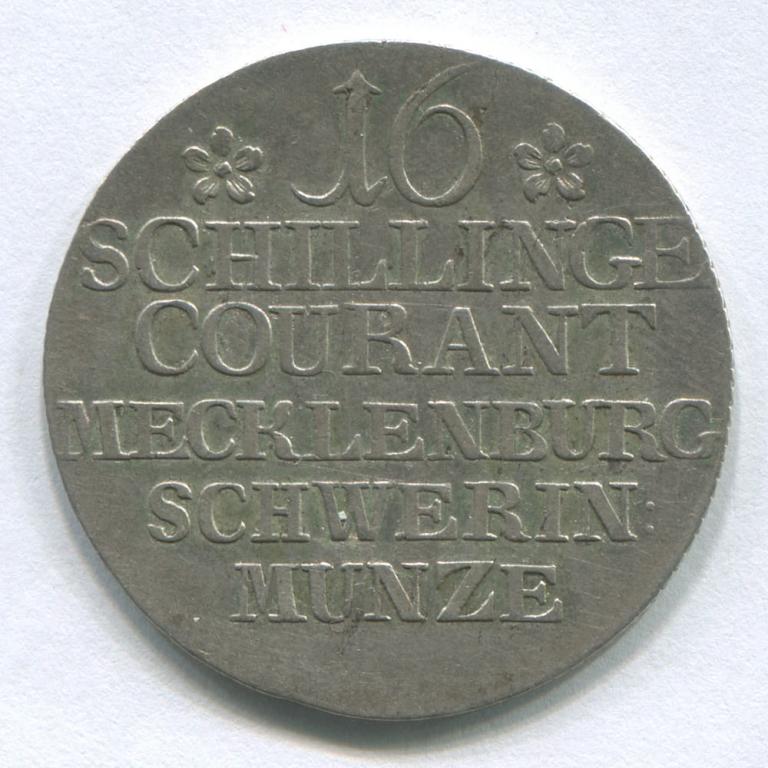 16
SCHILLINGE
COURANT
MECKLENBURG
SCHWERIN:
MUNZE